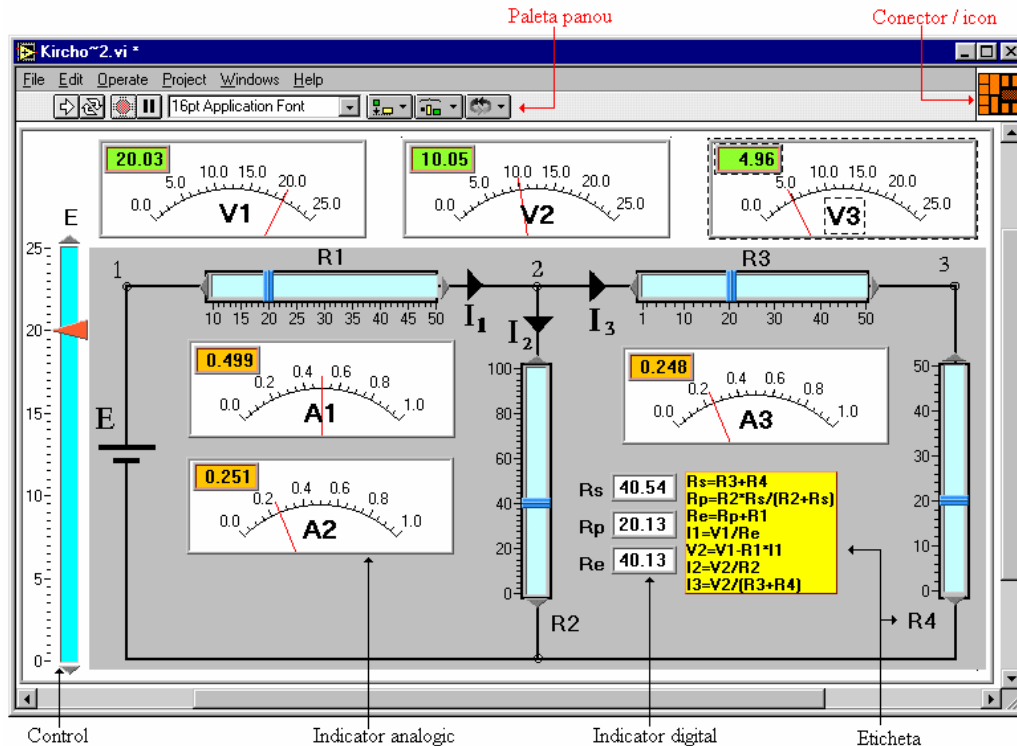 Paleta panou
Conector / icon
Kircho~2.vi *
File Edit Operate Project Windows Help
16pt Application Font
20.03
0.0 5.0 10.0 15.0 20.0 25.0
V1
10.05
0.0 5.0 10.0 15.0 20.0 25.0
V2
4.96
0.0 5.0 10.0 15.0 20.0 25.0
V3
E
25
20
15
10
5
0
1
R1
10 15 20 25 30 35 40 45 50
I1
2
I2
I3
R3
1 10 20 30 40 50
3
E
0.499
0.0 0.2 0.4 0.6 0.8 1.0
A1
0.251
0.0 0.2 0.4 0.6 0.8 1.0
A2
100
80
60
40
20
0
R2
0.248
0.0 0.2 0.4 0.6 0.8 1.0
A3
50
40
30
20
10
0
R4
Rs 40.54
Rp 20.13
Re 40.13
Rs=R3+R4
Rp=R2*Rs/(R2+Rs)
Re=Rp+R1
I1=V1/Re
V2=V1-R1*I1
I2=V2/R2
I3=V2/(R3+R4)
Control
Indicator analogic
Indicator digital
Eticheta